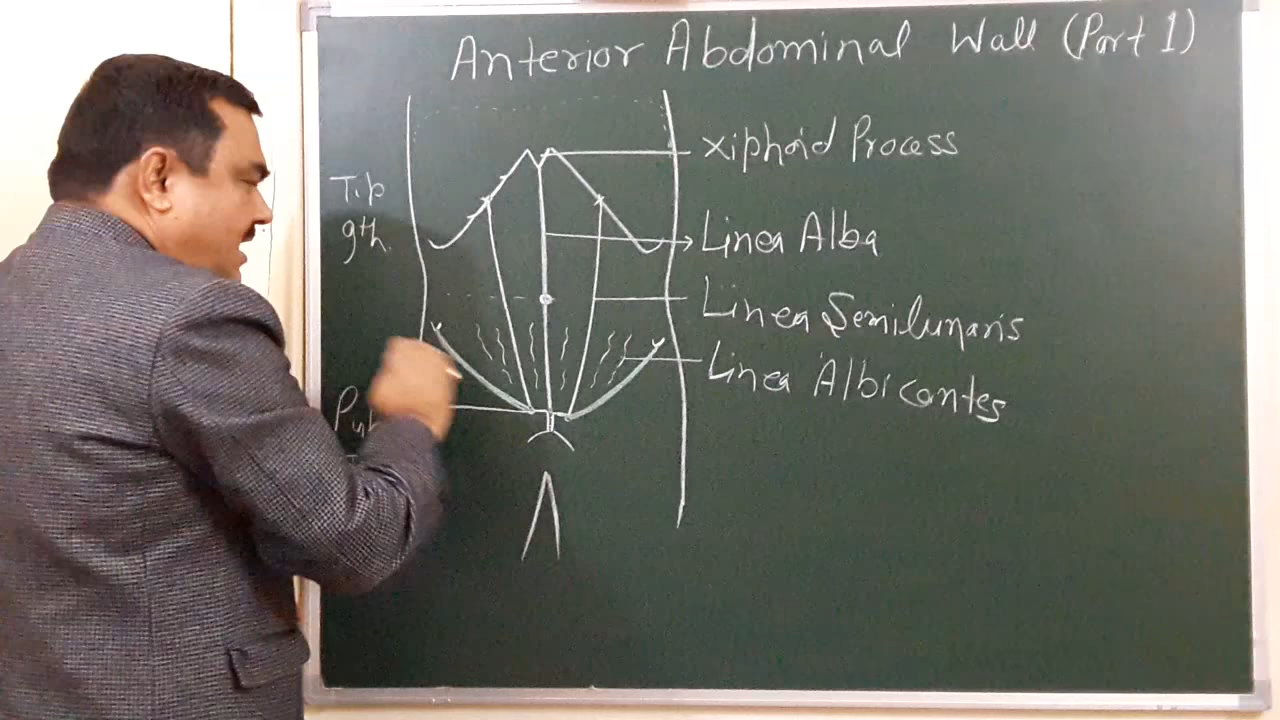 Anterior Abdominal Wall (Part 1)
Xiphoid Process
Tip
9th
Linea Alba
Linea Semilunaris
Linea Albicantes